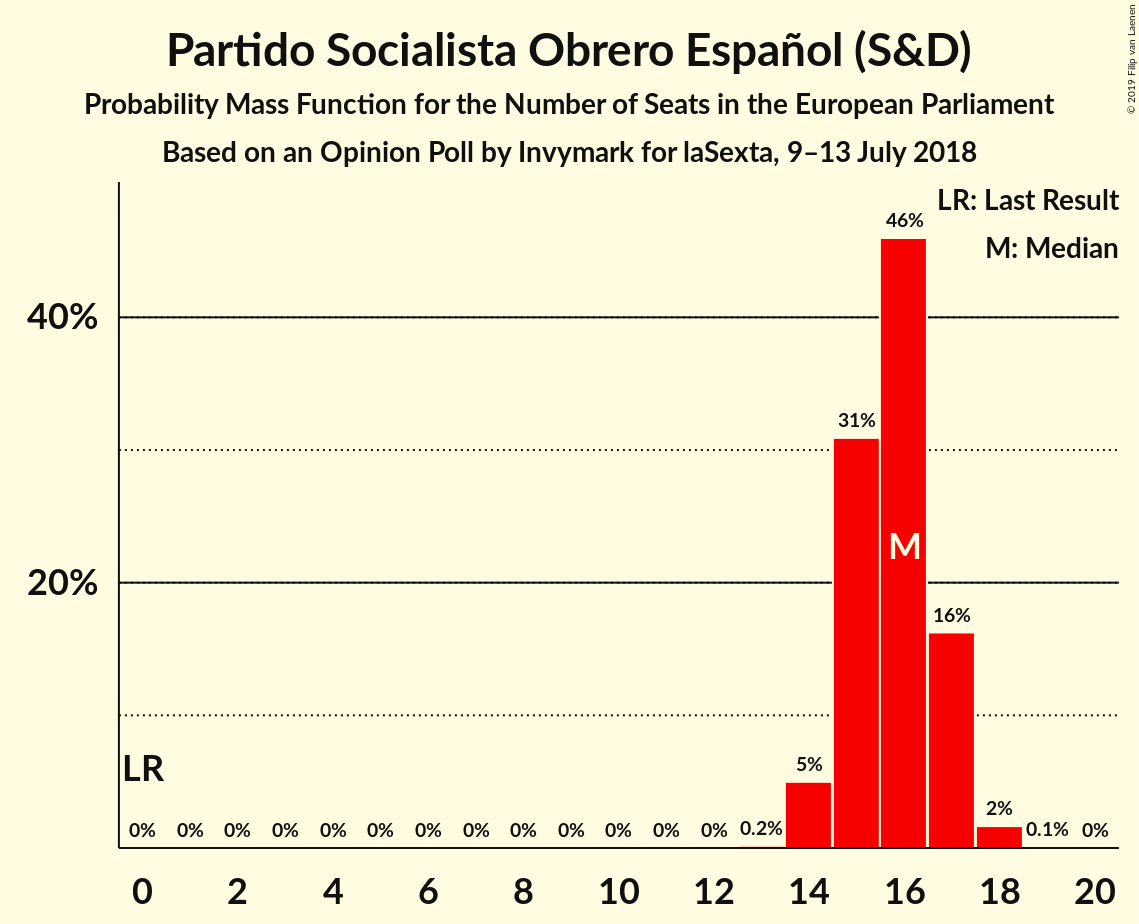 Partido Socialista Obrero Español (S&D)
Probability Mass Function for the Number of Seats in the European Parliament
Based on an Opinion Poll by Invymark for laSexta, 9–13 July 2018
© 2019 Filip van Laenen
LR: Last Result
M: Median
46%
40%
31%
M
20%
16%
LR
5%
2%
0% 0% 0% 0% 0% 0% 0% 0% 0% 0% 0% 0% 0% 0.2% 0.1% 0%
0 2 4 6 8 10 12 14 16 18 20